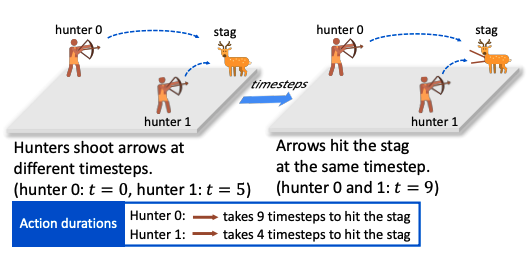 hunter 0
stag
hunter 1
Hunters shoot arrows at
different timesteps.
(hunter 0: t = 0, hunter 1: t = 5)
timesteps
hunter 0
stag
hunter 1
Arrows hit the stag
at the same timestep.
(hunter 0 and 1: t = 9)
Action durations
Hunter 0: → takes 9 timesteps to hit the stag
Hunter 1: → takes 4 timesteps to hit the stag